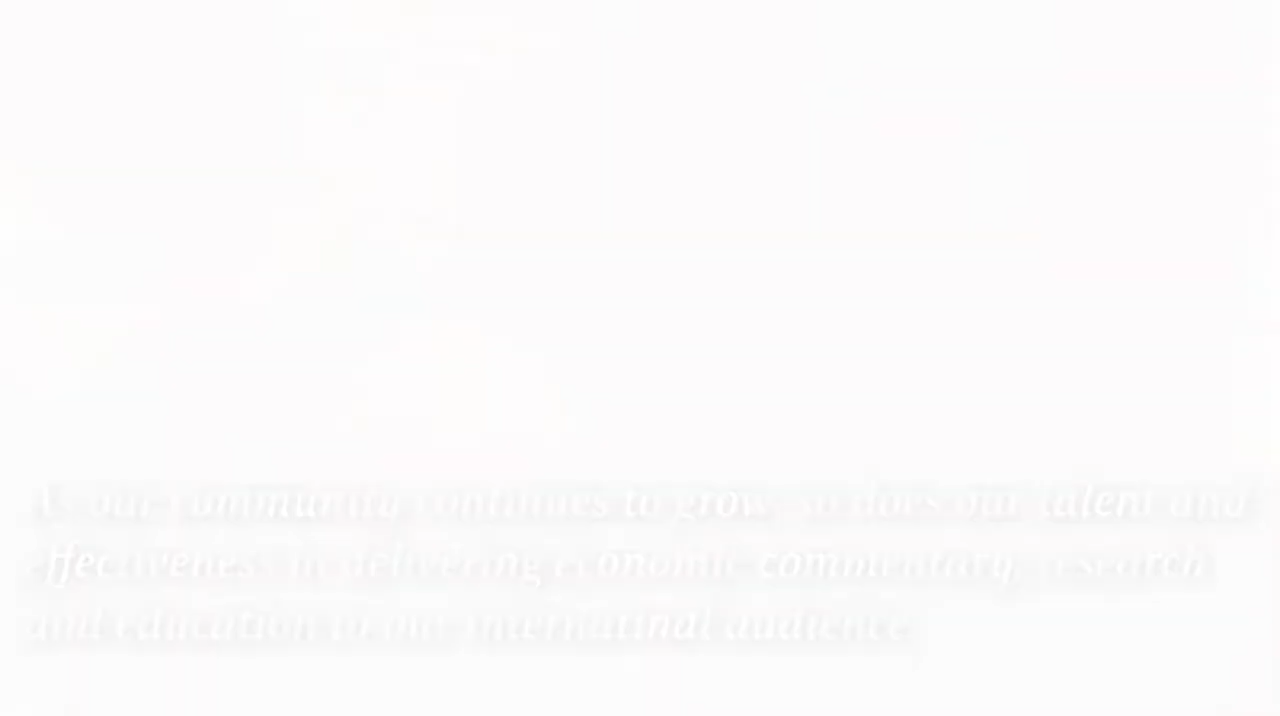 As our community continues to grow, so does our talent and
effectiveness in delivering economic commentary, research
and education to our international audience